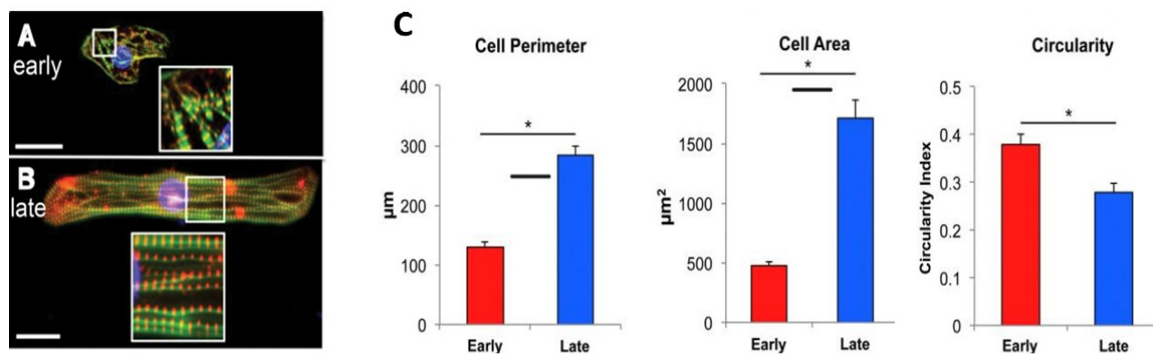 A
early
B
late
C
Cell Perimeter
*
400
300
200
100
0
µm
Early
Late
Cell Area
*
2000
1500
1000
500
0
µm²
Early
Late
Circularity
*
0.5
0.4
0.3
0.2
0.1
0
Circularity Index
Early
Late